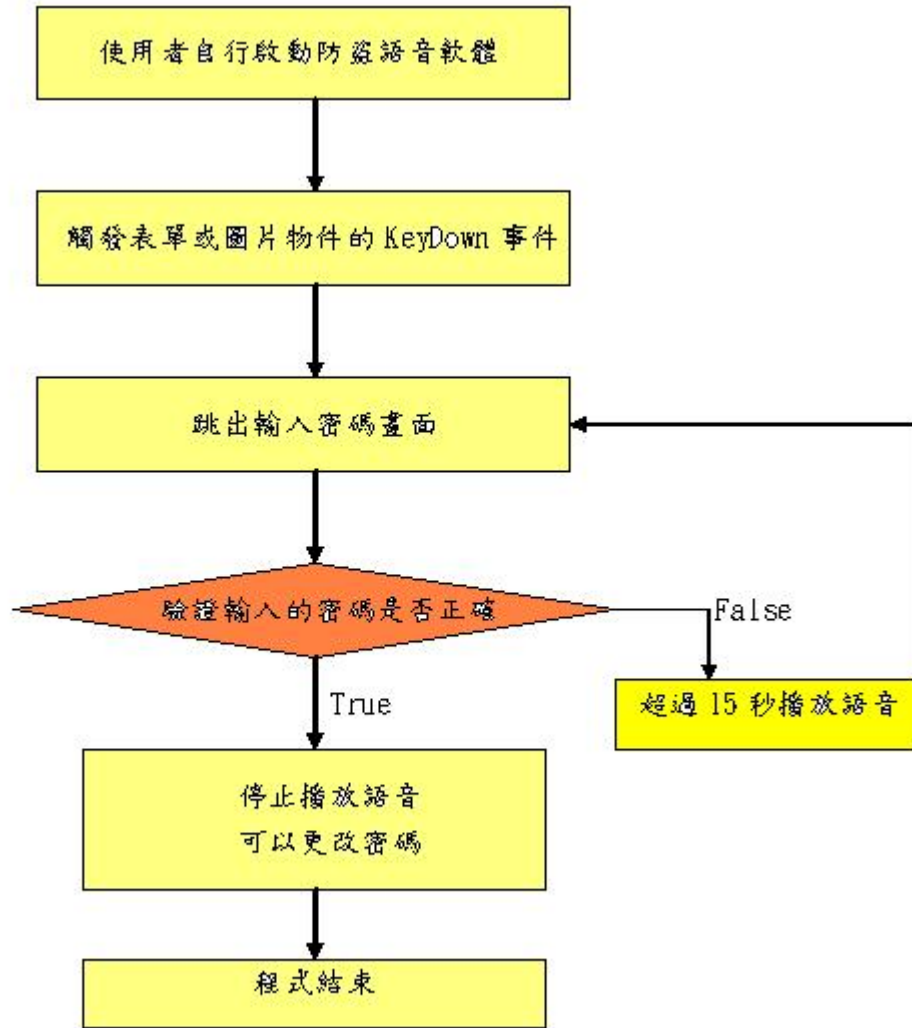 使用者自行啟動防盜語音軟體
觸發表單或圖片物件的 KeyDown 事件
跳出輸入密碼畫面
驗證輸入的密碼是否正確
False
超過 15 秒播放語音
True
停止播放語音
可以更改密碼
程式結束